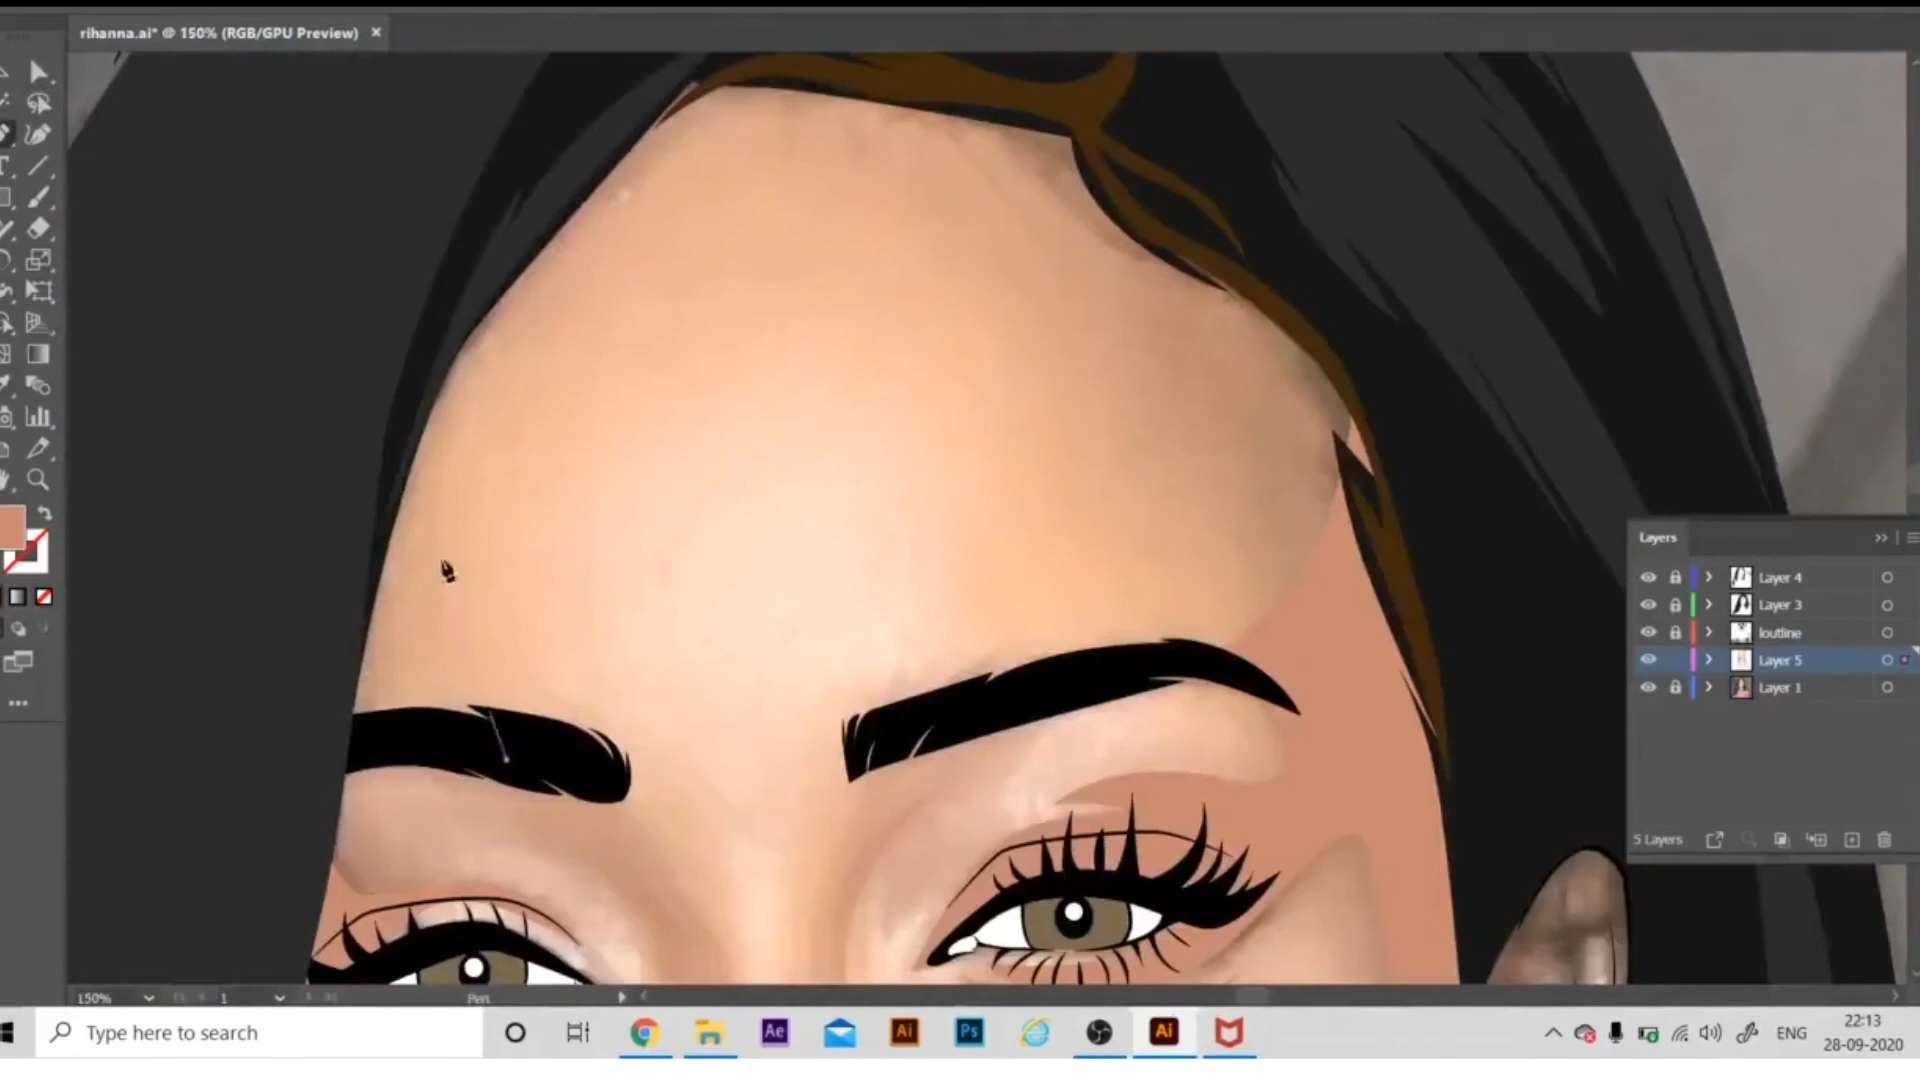 rihanna.ai* @ 150% (RGB/GPU Preview) ×
T
Layers
Layer 4
Layer 3
loutline
Layer 5
Layer 1
5 Layers
150%
1
Pen
Type here to search
Ae
Ai
Ps
Ai
ENG
22:13
28-09-2020